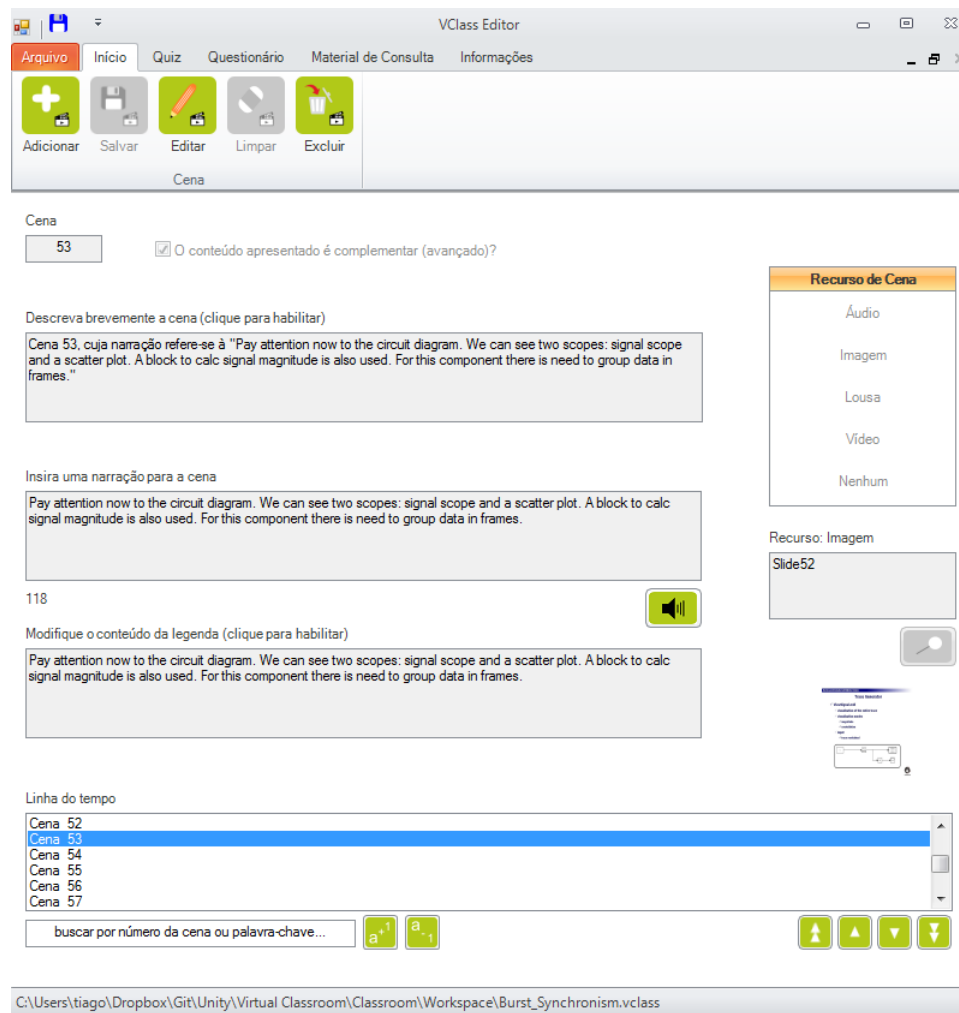 VClass Editor
Arquivo Início Quiz Questionário Material de Consulta Informações
Adicionar Salvar Editar Limpar Excluir
Cena
Cena
53
O conteúdo apresentado é complementar (avançado)?
Recurso de Cena
Áudio
Imagem
Lousa
Vídeo
Nenhum
Descreva brevemente a cena (clique para habilitar)
Cena 53, cuja narração refere-se à "Pay attention now to the circuit diagram. We can see two scopes: signal scope
and a scatter plot. A block to calc signal magnitude is also used. For this component there is need to group data in
frames."
Insira uma narração para a cena
Pay attention now to the circuit diagram. We can see two scopes: signal scope and a scatter plot. A block to calc
signal magnitude is also used. For this component there is need to group data in frames.
Recurso: Imagem
Slide52
118
Modifique o conteúdo da legenda (clique para habilitar)
Pay attention now to the circuit diagram. We can see two scopes: signal scope and a scatter plot. A block to calc
signal magnitude is also used. For this component there is need to group data in frames.
Linha do tempo
Cena 52
Cena 53
Cena 54
Cena 55
Cena 56
Cena 57
buscar por número da cena ou palavra-chave...
a+1 a-1
C:\Users\tiago\Dropbox\Git\Unity\Virtual Classroom\Classroom\Workspace\Burst_Synchronism.vclass